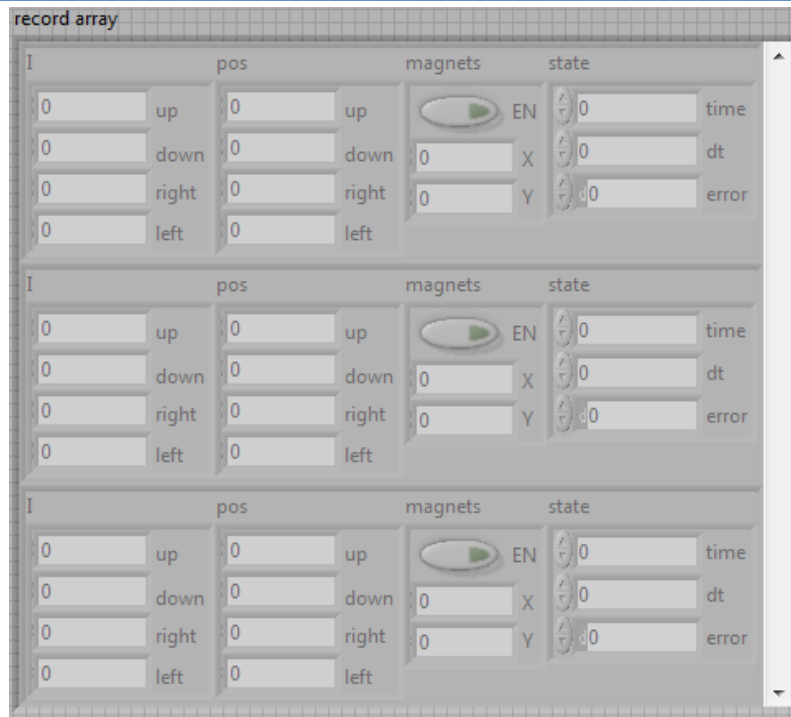 record array
I pos magnets state
0 up 0 up EN 0 time
0 down 0 down 0 X 0 dt
0 right 0 right 0 Y d 0 error
0 left 0 left
I pos magnets state
0 up 0 up EN 0 time
0 down 0 down 0 X 0 dt
0 right 0 right 0 Y d 0 error
0 left 0 left
I pos magnets state
0 up 0 up EN 0 time
0 down 0 down 0 X 0 dt
0 right 0 right 0 Y d 0 error
0 left 0 left